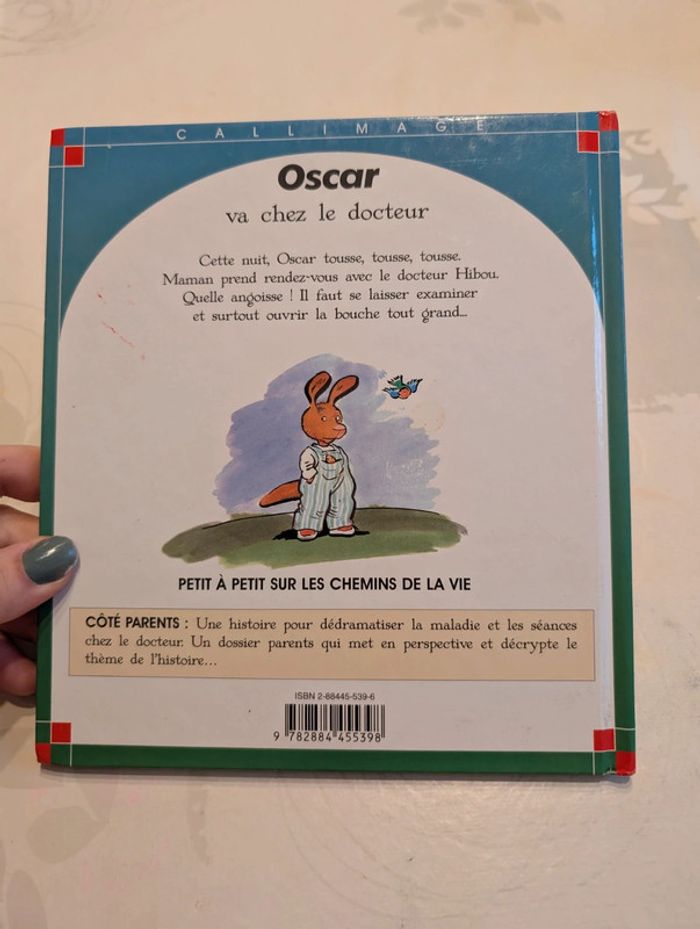 CALLIMAGE
Oscar
va chez le docteur
Cette nuit, Oscar tousse, tousse, tousse.
Maman prend rendez-vous avec le docteur Hibou.
Quelle angoisse ! Il faut se laisser examiner
et surtout ouvrir la bouche tout grand...
PETIT À PETIT SUR LES CHEMINS DE LA VIE
CÔTÉ PARENTS : Une histoire pour dédramatiser la maladie et les séances
chez le docteur. Un dossier parents qui met en perspective et décrypte le
thème de l'histoire...
ISBN 2-88445-539-6
9 782884 455398